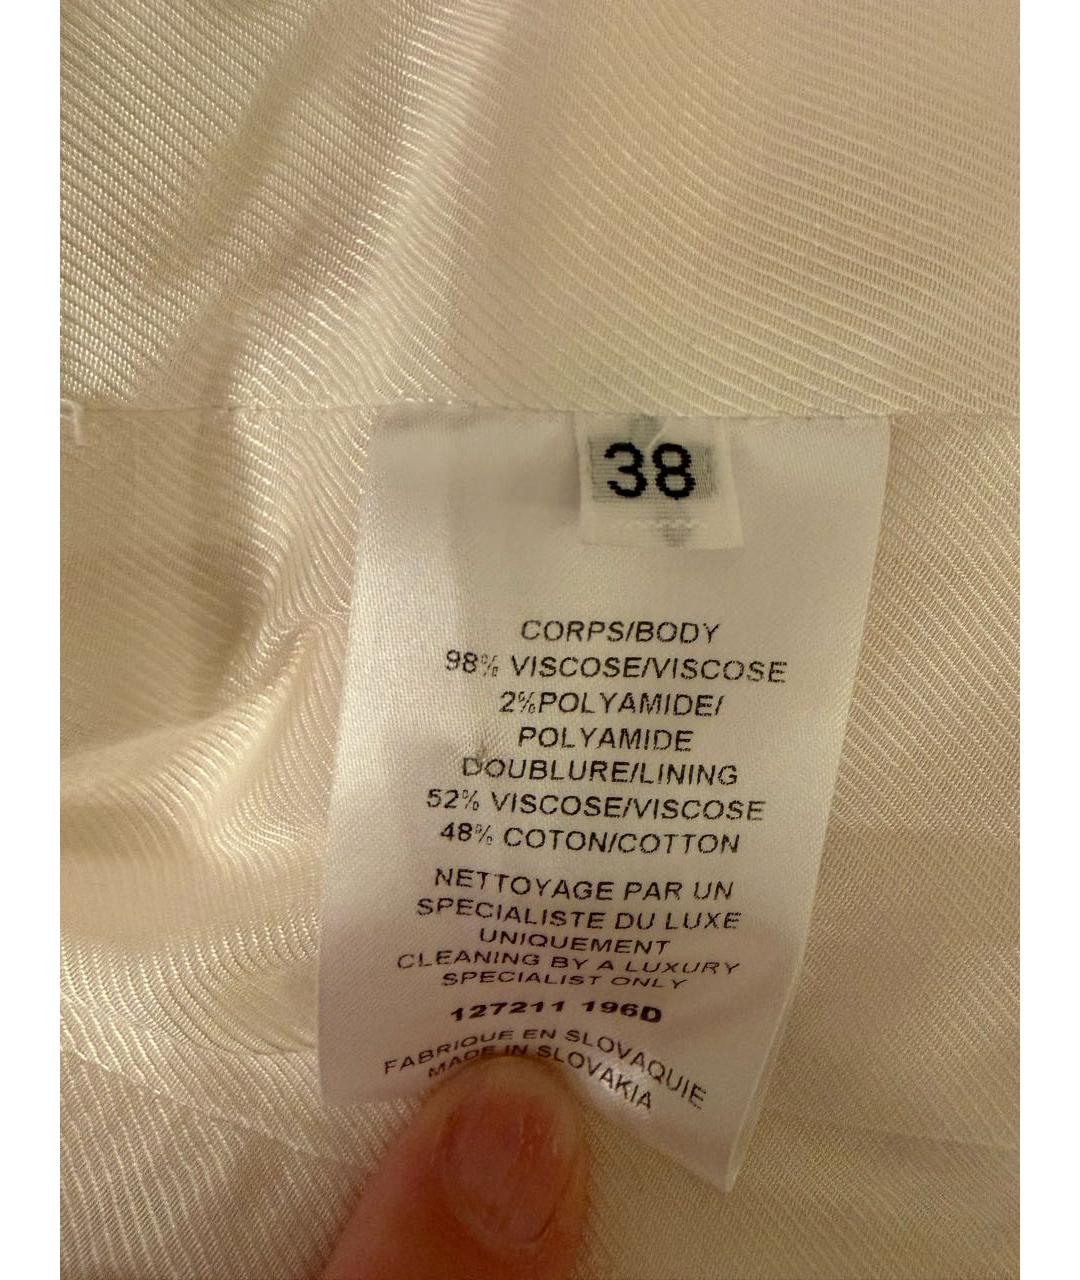 38
CORPS/BODY
98% VISCOSE/VISCOSE
2%POLYAMIDE/
POLYAMIDE
DOUBLURE/LINING
52% VISCOSE/VISCOSE
48% COTON/COTTON
NETTOYAGE PAR UN
SPECIALISTE DU LUXE
UNIQUEMENT
CLEANING BY A LUXURY
SPECIALIST ONLY
127211 196D
FABRIQUE EN SLOVAQUIE
MADE IN SLOVAKIA